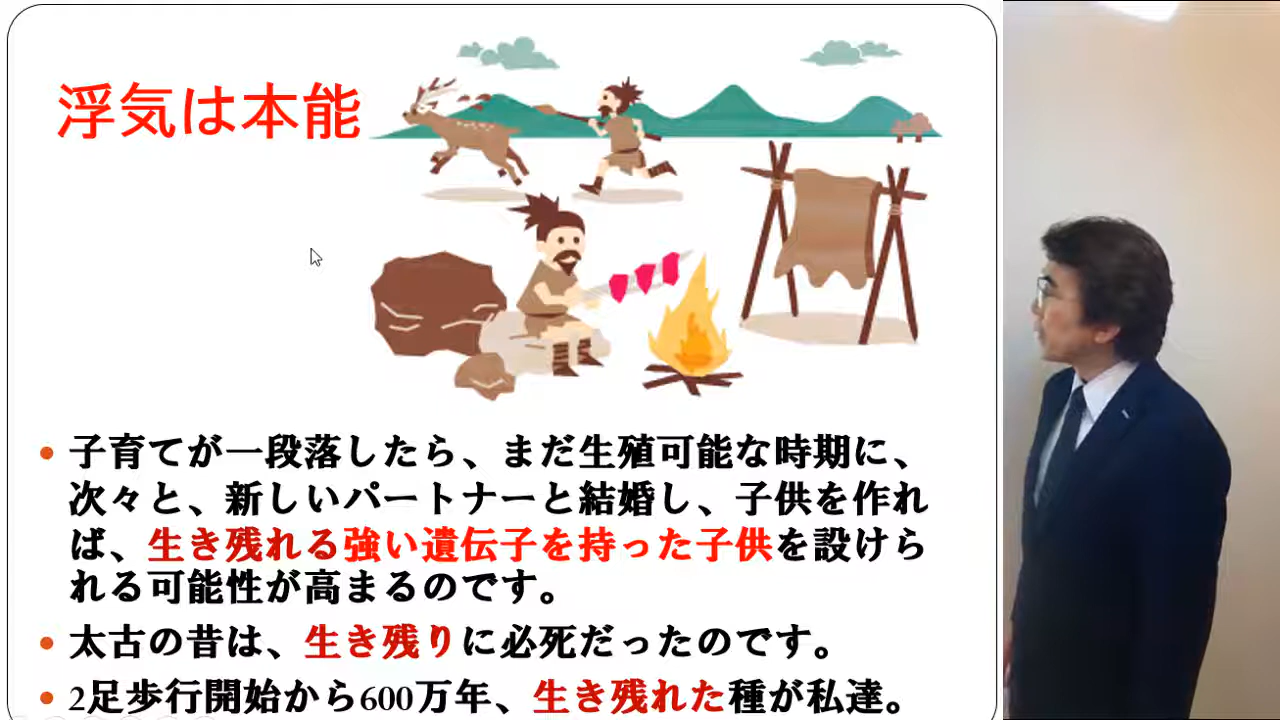 浮気は本能
子育てが一段落したら、まだ生殖可能な時期に、
次々と、新しいパートナーと結婚し、子供を作れ
ば、生き残れる強い遺伝子を持った子供を設けら
れる可能性が高まるのです。
太古の昔は、生き残りに必死だったのです。
2足歩行開始から600万年、生き残れた種が私達。